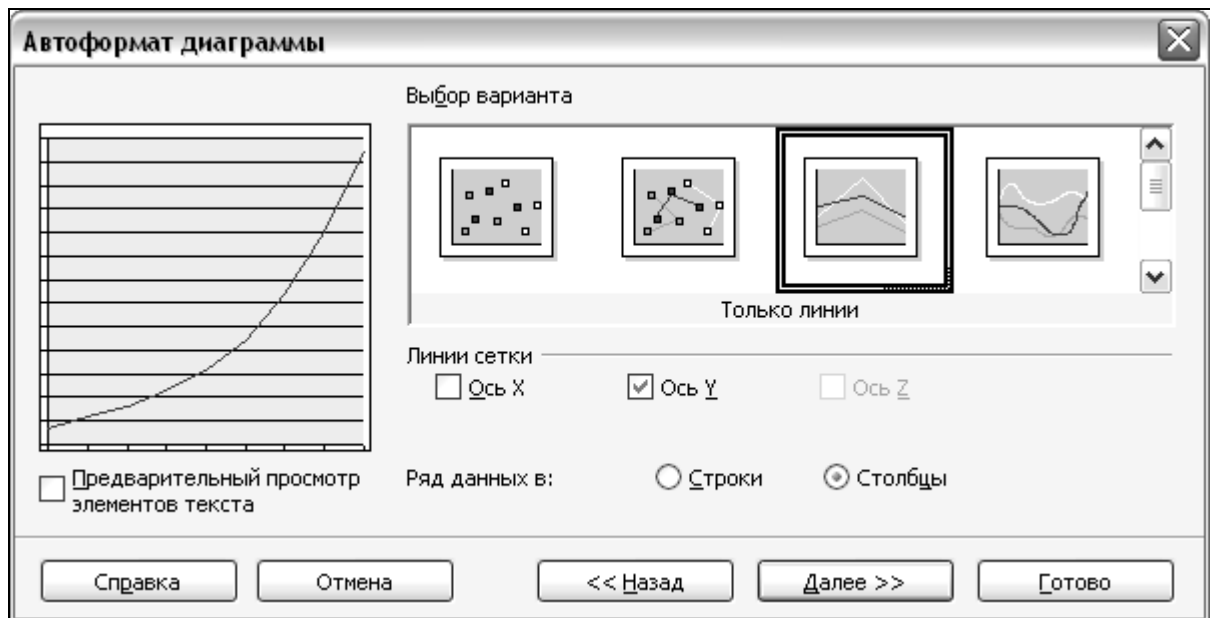 Автоформат диаграммы
Выбор варианта
Только линии
Линии сетки
Ось X
Ось Y
Ось Z
Предварительный просмотр
элементов текста
Ряд данных в:
Строки
Столбцы
Справка
Отмена
<< Назад
Далее >>
Готово